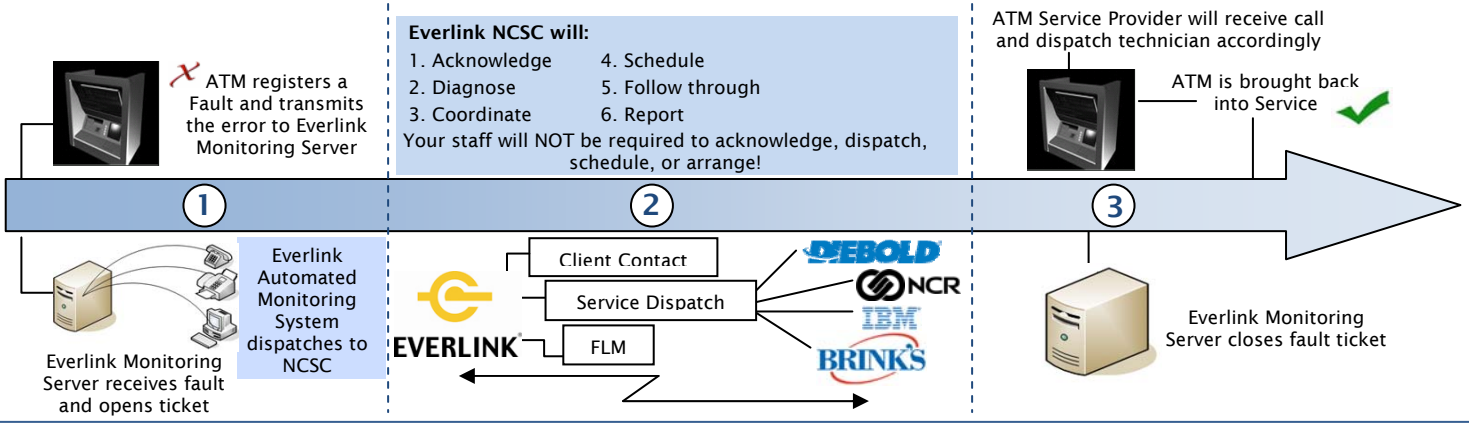 ATM registers a
Fault and transmits
the error to Everlink
Monitoring Server
1
Everlink Monitoring
Server receives fault
and opens ticket
Everlink
Automated
Monitoring
System
dispatches to
NCSC
Everlink NCSC will:
1. Acknowledge
2. Diagnose
3. Coordinate
4. Schedule
5. Follow through
6. Report
Your staff will NOT be required to acknowledge, dispatch,
schedule, or arrange!
2
EVERLINK
Client Contact
Service Dispatch
FLM
DIEBOLD
NCR
IBM
BRINK'S
ATM Service Provider will receive call
and dispatch technician accordingly
ATM is brought back
into Service
3
Everlink Monitoring
Server closes fault ticket